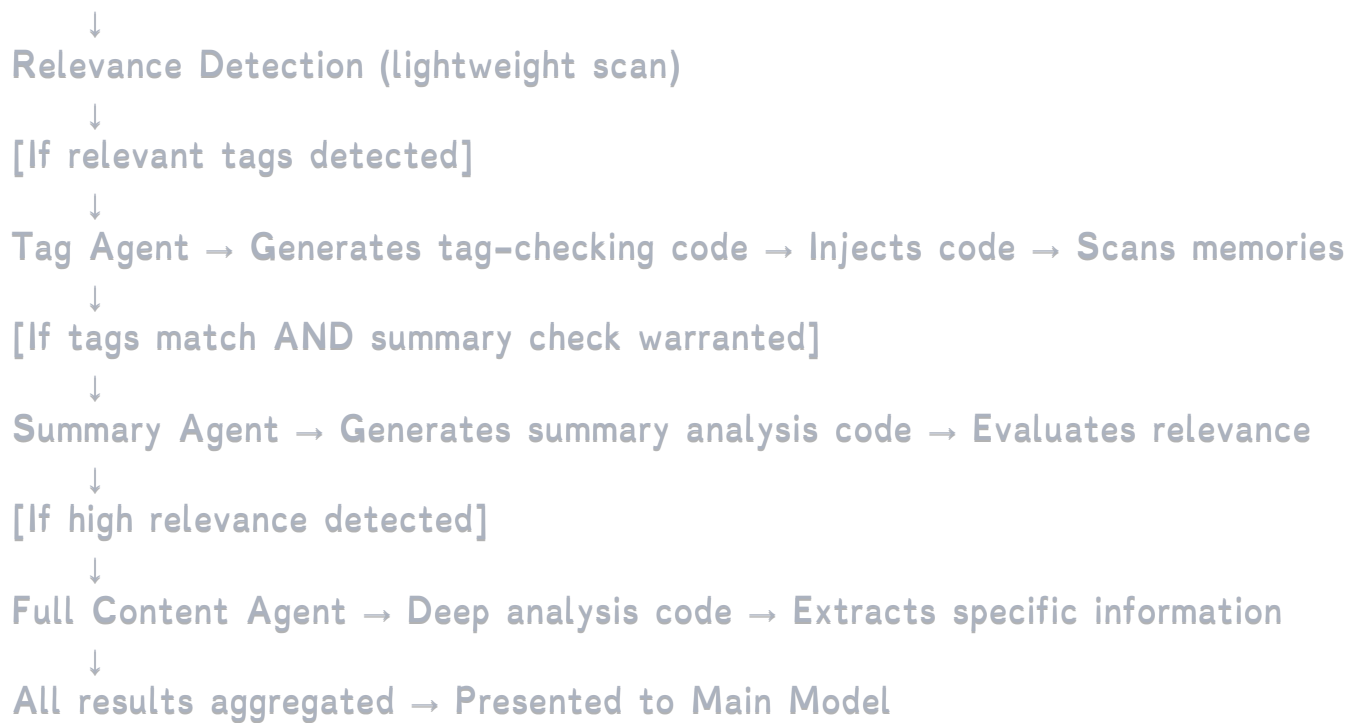 ↓
Relevance Detection (lightweight scan)
↓
[If relevant tags detected]
↓
Tag Agent → Generates tag-checking code → Injects code → Scans memories
↓
[If tags match AND summary check warranted]
↓
Summary Agent → Generates summary analysis code → Evaluates relevance
↓
[If high relevance detected]
↓
Full Content Agent → Deep analysis code → Extracts specific information
↓
All results aggregated → Presented to Main Model